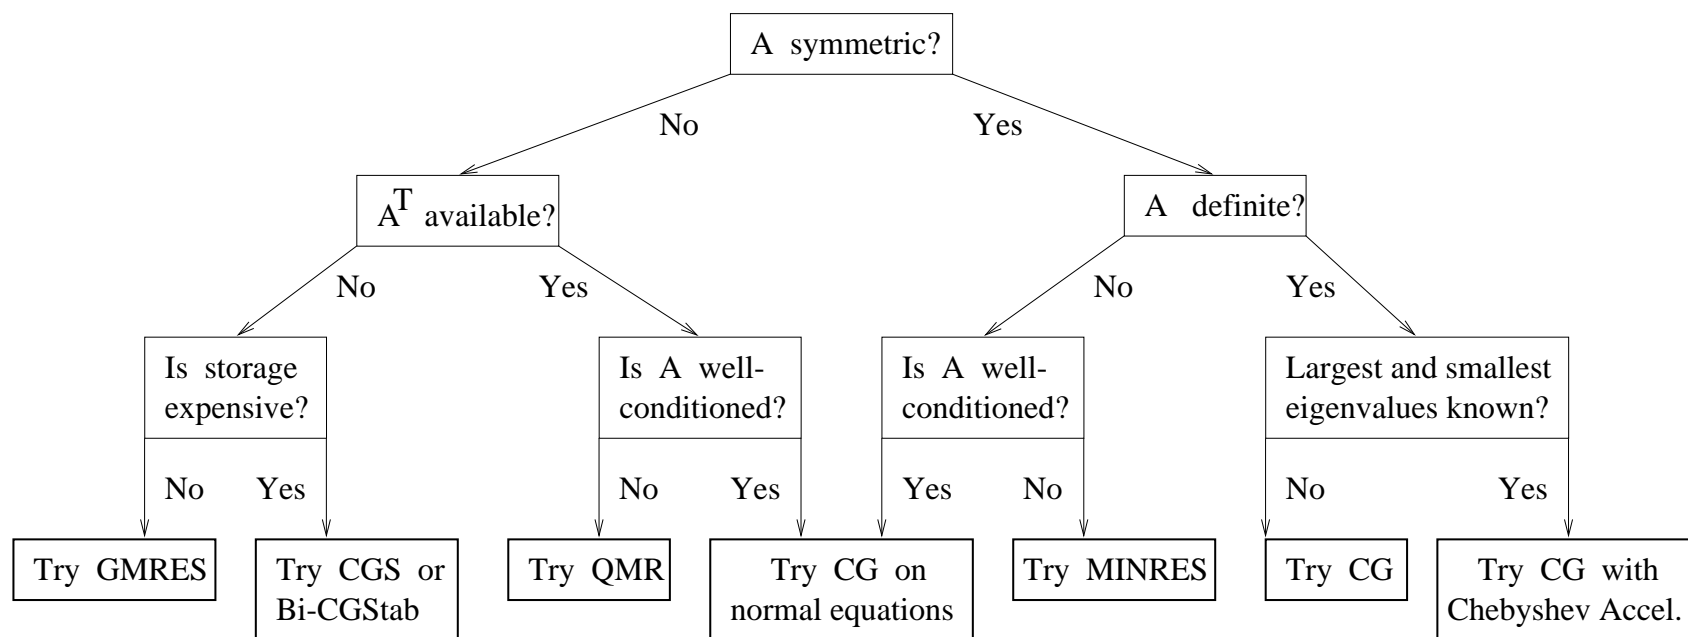 A symmetric?
No
Yes
A^T available?
A definite?
No
Yes
No
Yes
Is storage
expensive?
Is A well-
conditioned?
Is A well-
conditioned?
Largest and smallest
eigenvalues known?
No
Yes
No
Yes
Yes
No
No
Yes
Try GMRES
Try CGS or
Bi-CGStab
Try QMR
Try CG on
normal equations
Try MINRES
Try CG
Try CG with
Chebyshev Accel.